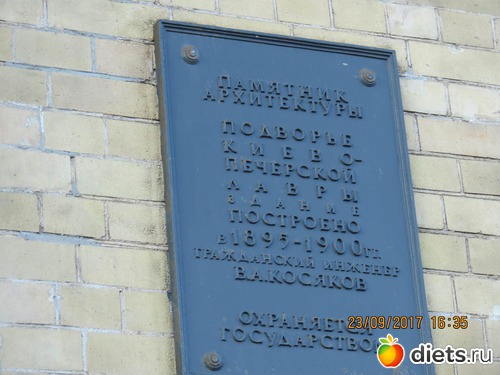 ПАМЯТНИК
АРХИТЕКТУРЫ
ПОДВОРЬЕ
КИЕВО-
ПЕЧЕРСКОЙ
ЛАВРЫ
ЗДАНИЕ
ПОСТРОЕНО
В 1895-1900 ГГ.
ГРАЖДАНСКИЙ ИНЖЕНЕР
В.А.КОСЯКОВ
ОХРАНЯЕТСЯ
ГОСУДАРСТВОМ
23/09/2017 16:35
diets.ru